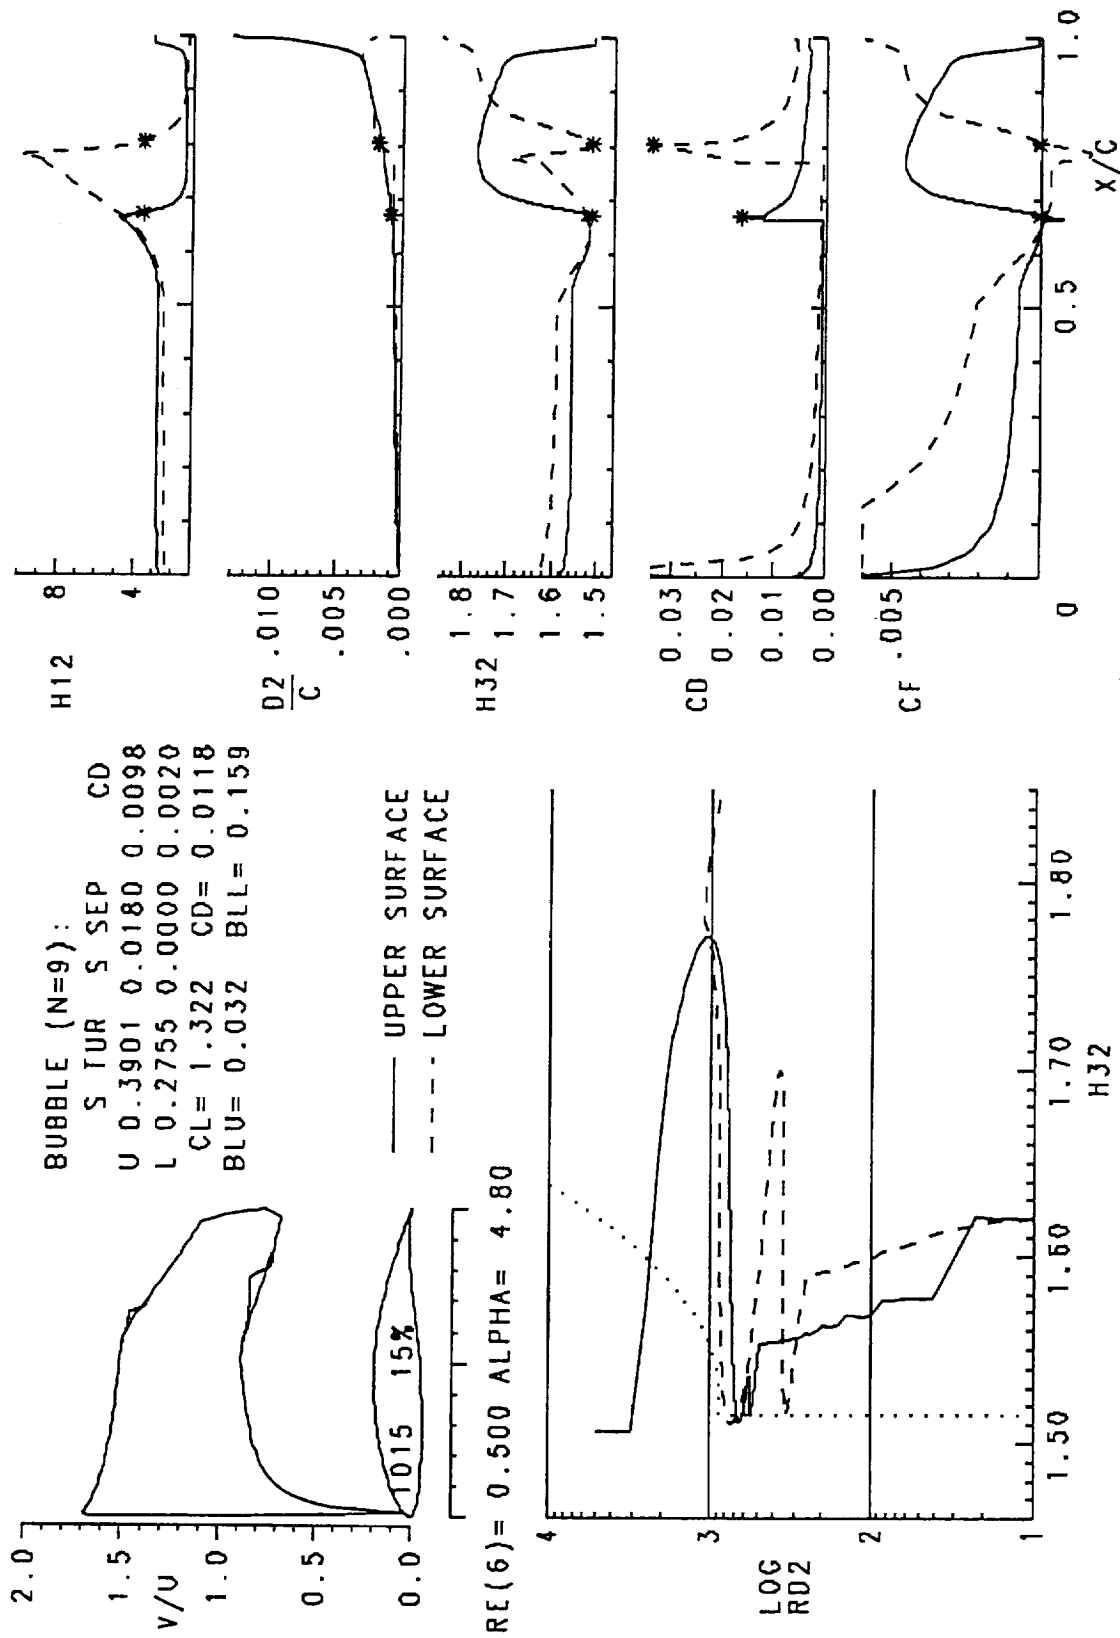 2.0
1.5
V/U
1.0
0.5
0.0
1015 15%
BUBBLE (N=9):
S TUR S SEP CD
U 0.3901 0.0180 0.0098
L 0.2755 0.0000 0.0020
CL= 1.322 CD= 0.0118
BLU= 0.032 BLL= 0.159
RE(6)= 0.500 ALPHA= 4.80
—— UPPER SURFACE
--- LOWER SURFACE
4
LOG
RD2
3
2
1
1.50
1.60
1.70
1.80
H32
H12
8
4
D2
C
.010
.005
.000
H32
1.8
1.7
1.6
1.5
CD
0.03
0.02
0.01
0.00
CF
.005
0
0.5
X/C
1.0